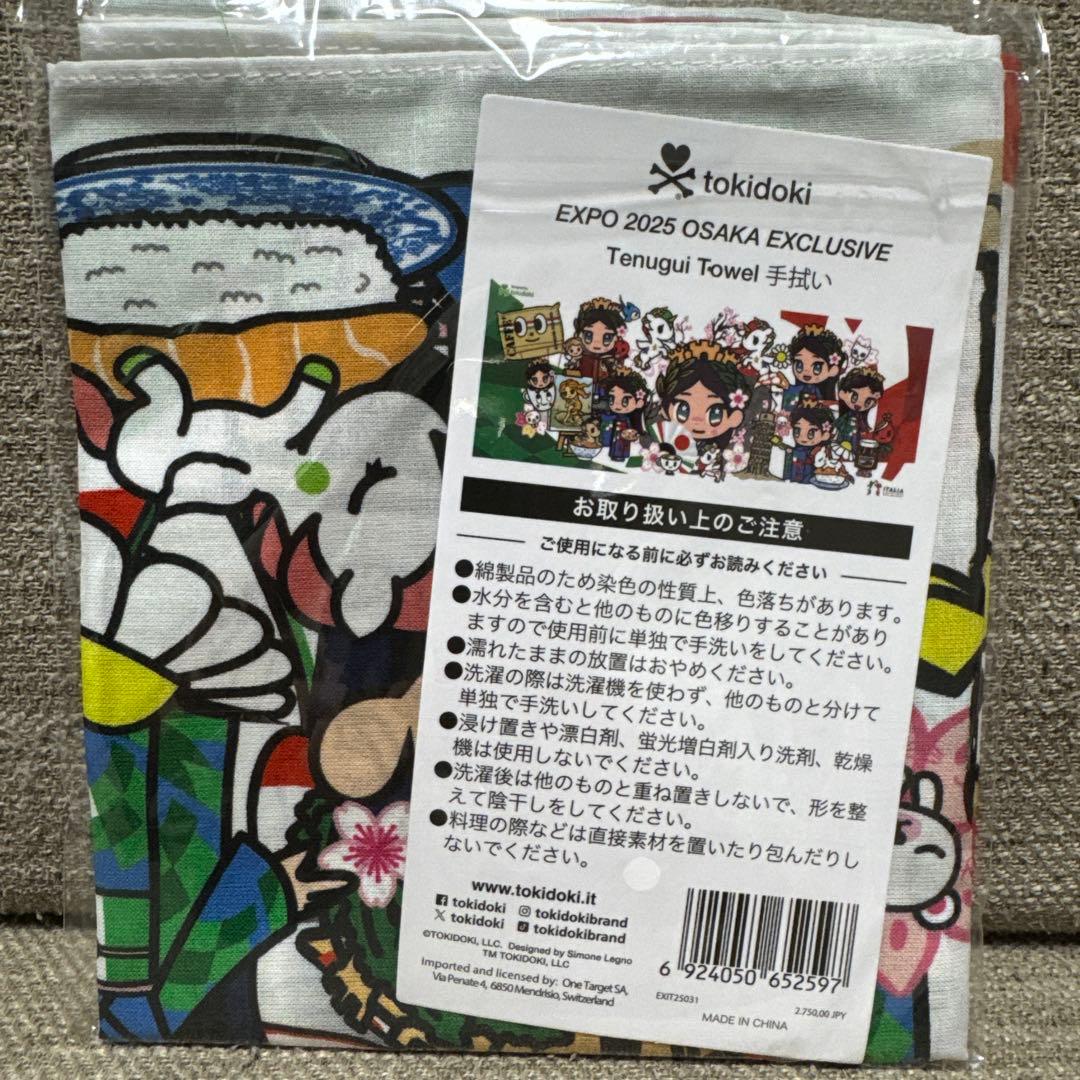 tokidoki
EXPO 2025 OSAKA EXCLUSIVE
Tenugui Towel 手拭い
tokidoki
CAFFE'
ITALIA
お取り扱い上のご注意
ご使用になる前に必ずお読みください
●綿製品のため染色の性質上、色落ちがあります。
●水分を含むと他のものに色移りすることがあり
ますので使用前に単独で手洗いをしてください。
●濡れたままの放置はおやめください。
●洗濯の際は洗濯機を使わず、他のものと分けて
単独で手洗いしてください。
●浸け置きや漂白剤、蛍光増白剤入り洗剤、乾燥
機は使用しないでください。
●洗濯後は他のものと重ね置きしないで、形を整
えて陰干しをしてください。
●料理の際などは直接素材を置いたり包んだりし
ないでください。
www.tokidoki.it
tokidoki tokidokibrand
tokidoki tokidokibrand
©TOKIDOKI, LLC. Designed by Simone Legno
TM TOKIDOKI, LLC
Imported and licensed by: One Target SA,
Via Penate 4, 6850 Mendrisio, Switzerland
6 924050 652597
EXIT25031
2.750,00 JPY
MADE IN CHINA